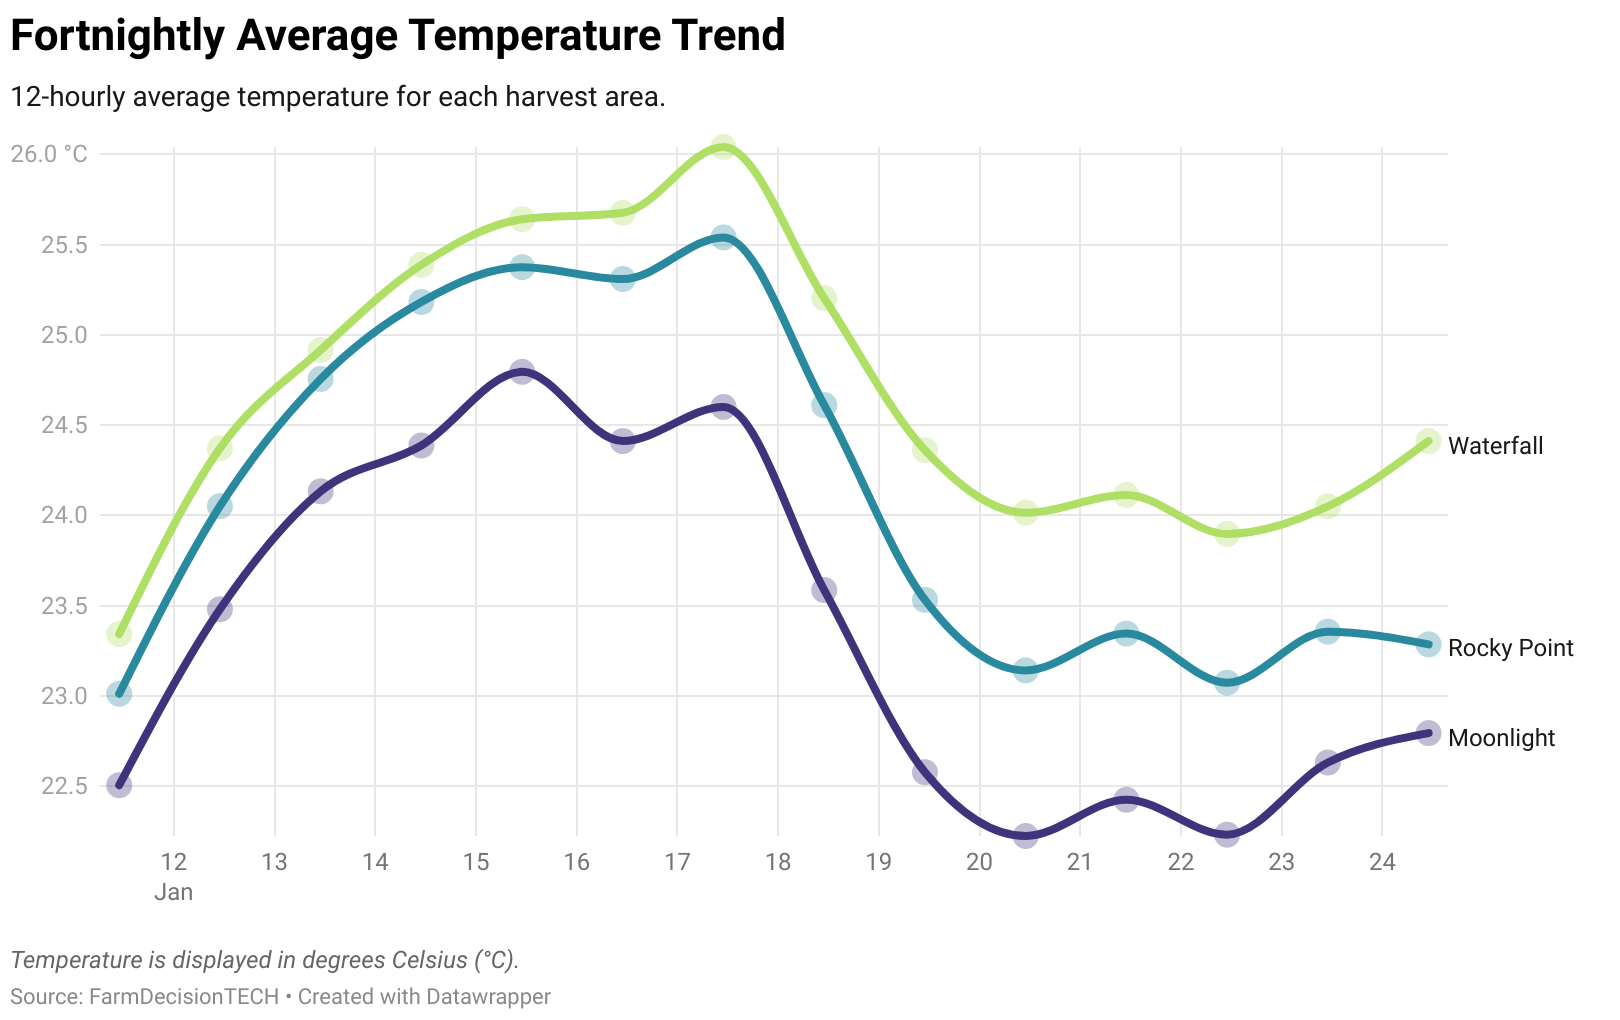 Fortnightly Average Temperature Trend
12-hourly average temperature for each harvest area.
26.0 °C
25.5
25.0
24.5
24.0
23.5
23.0
22.5
Waterfall
Rocky Point
Moonlight
12 13 14 15 16 17 18 19 20 21 22 23 24
Jan
Temperature is displayed in degrees Celsius (°C).
Source: FarmDecisionTECH • Created with Datawrapper